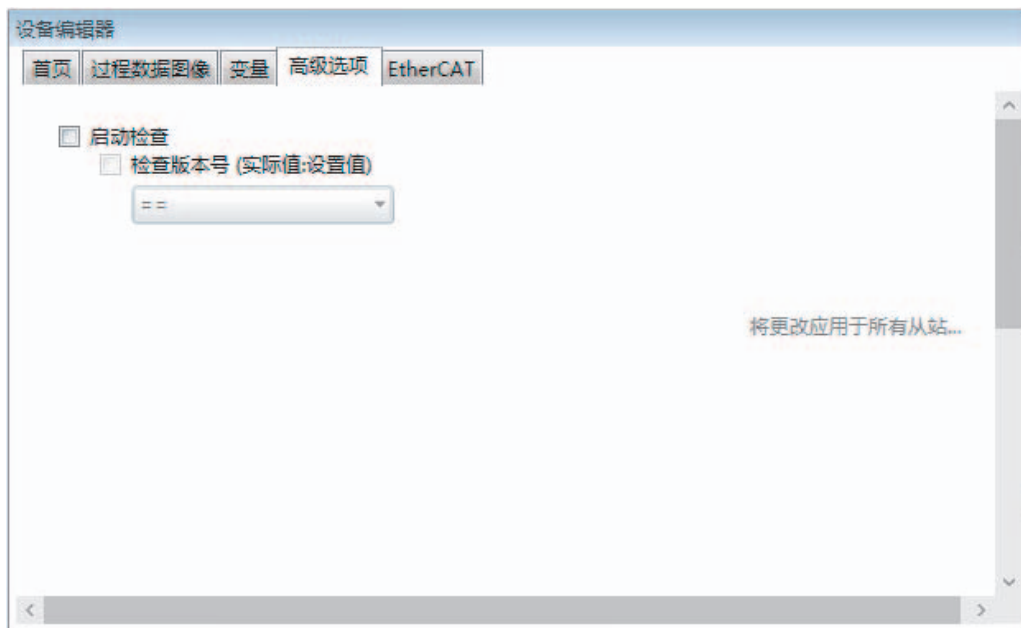 设备编辑器
首页 过程数据图像 变量 高级选项 EtherCAT
启动检查
检查版本号 (实际值:设置值)
==
将更改应用于所有从站...